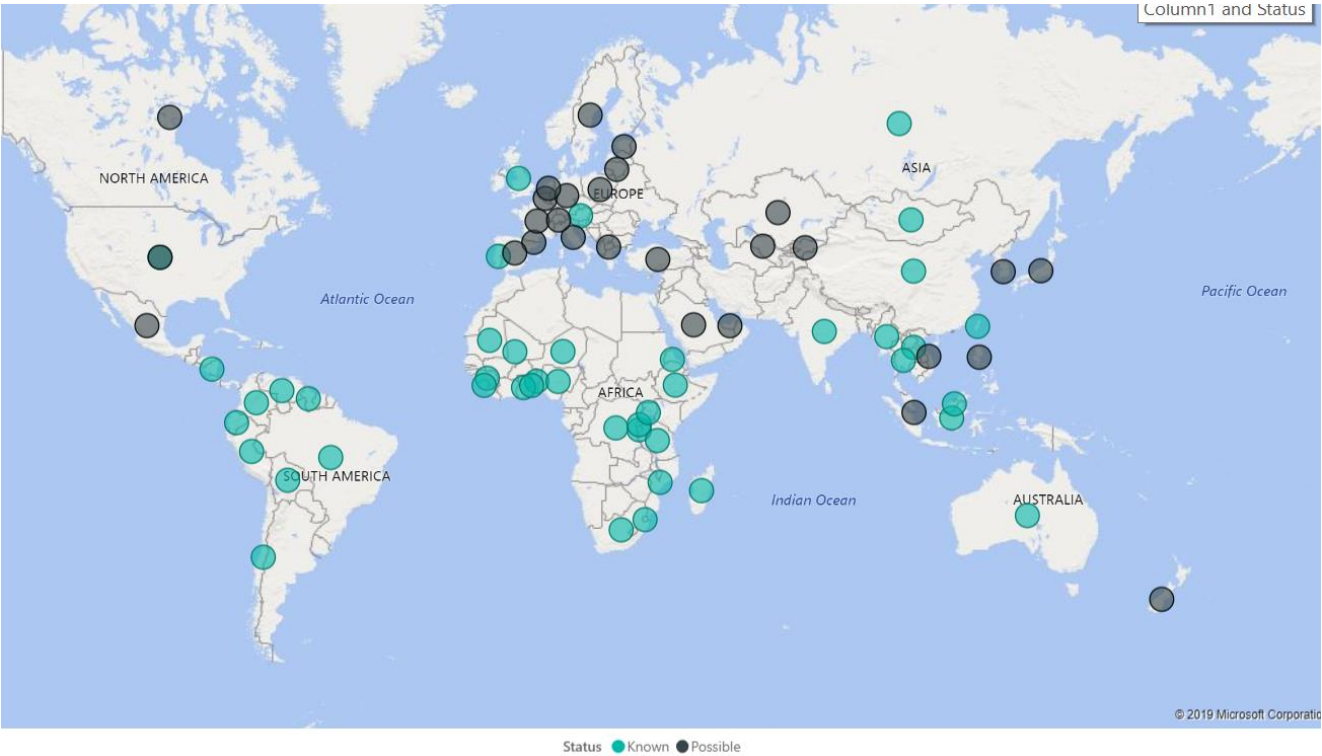 Column1 and Status
ASIA
NORTH AMERICA
EUROPE
Atlantic Ocean
Pacific Ocean
AFRICA
SOUTH AMERICA
Indian Ocean
AUSTRALIA
© 2019 Microsoft Corporatio
Status Known Possible